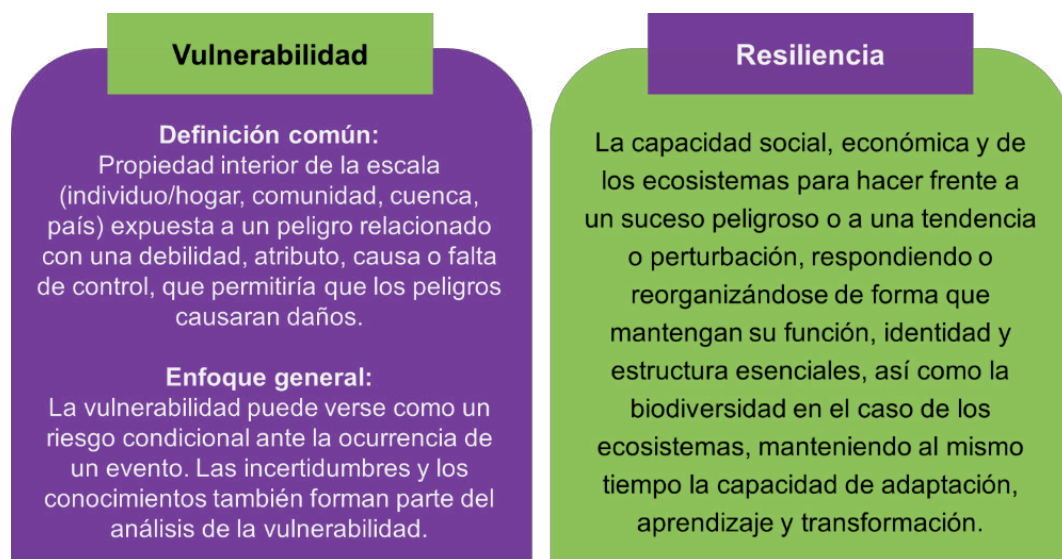 Vulnerabilidad
Definición común:
Propiedad interior de la escala
(individuo/hogar, comunidad, cuenca,
país) expuesta a un peligro relacionado
con una debilidad, atributo, causa o falta
de control, que permitiría que los peligros
causaran daños.
Enfoque general:
La vulnerabilidad puede verse como un
riesgo condicional ante la ocurrencia de
un evento. Las incertidumbres y los
conocimientos también forman parte del
análisis de la vulnerabilidad.
Resiliencia
La capacidad social, económica y de
los ecosistemas para hacer frente a
un suceso peligroso o a una tendencia
o perturbación, respondiendo o
reorganizándose de forma que
mantengan su función, identidad y
estructura esenciales, así como la
biodiversidad en el caso de los
ecosistemas, manteniendo al mismo
tiempo la capacidad de adaptación,
aprendizaje y transformación.